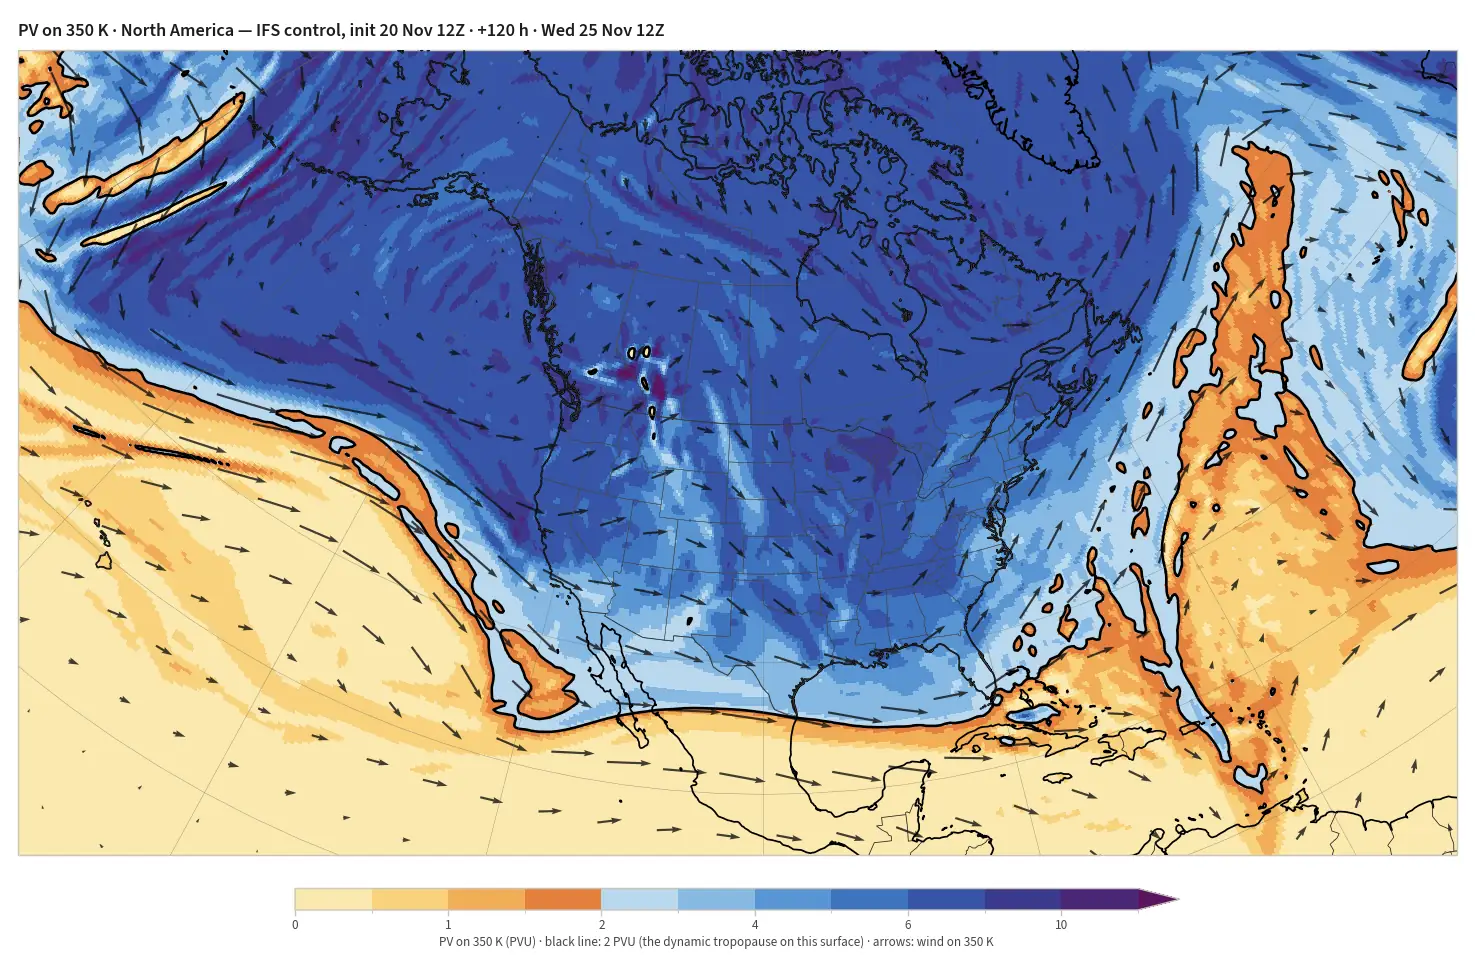 PV on 350 K · North America — IFS control, init 20 Nov 12Z · +120 h · Wed 25 Nov 12Z
0 1 2 4 6 10
PV on 350 K (PVU) · black line: 2 PVU (the dynamic tropopause on this surface) · arrows: wind on 350 K